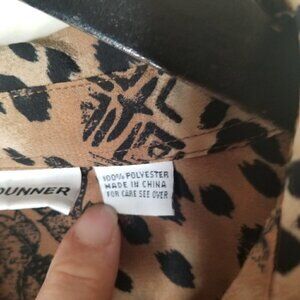 DUNNER
100% POLYESTER
MADE IN CHINA
FOR CARE SEE OVER